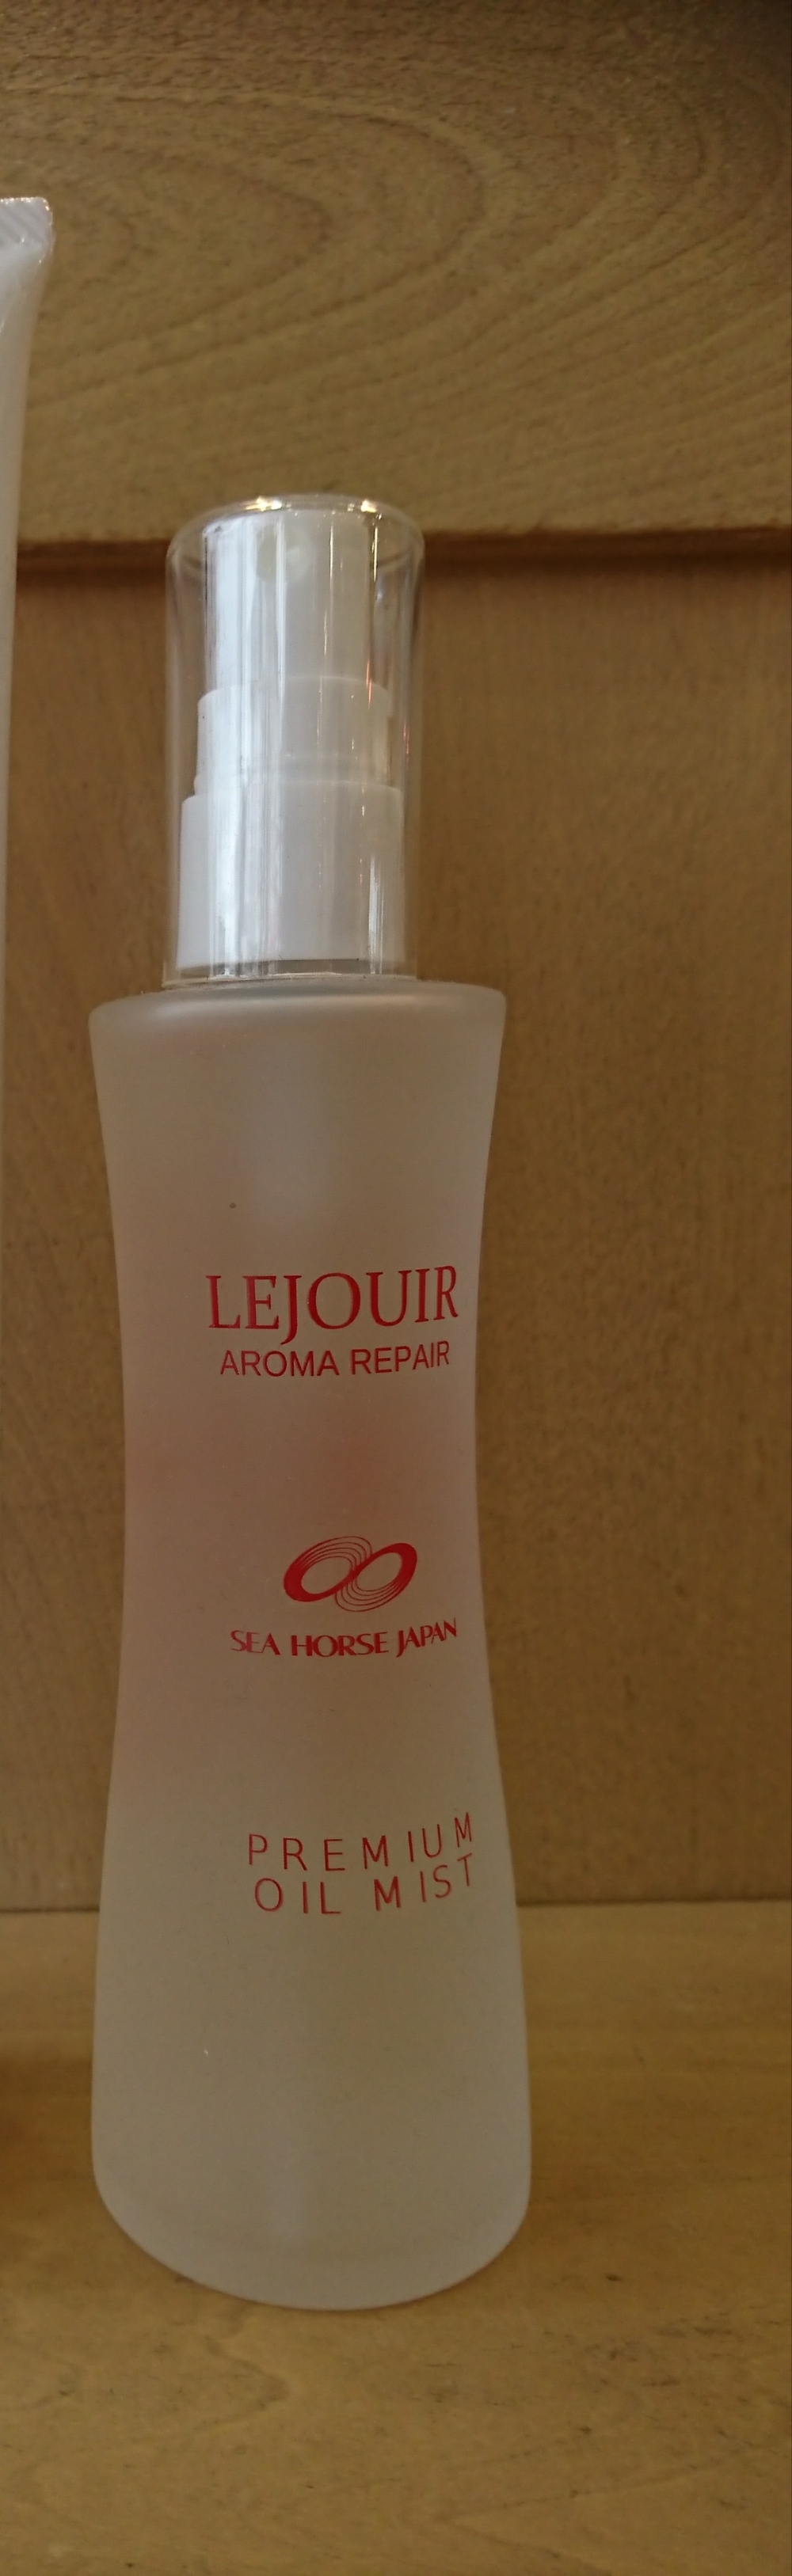 LEJOUIR
AROMA REPAIR
SEA HORSE JAPAN
PREMIUM
OIL MIST